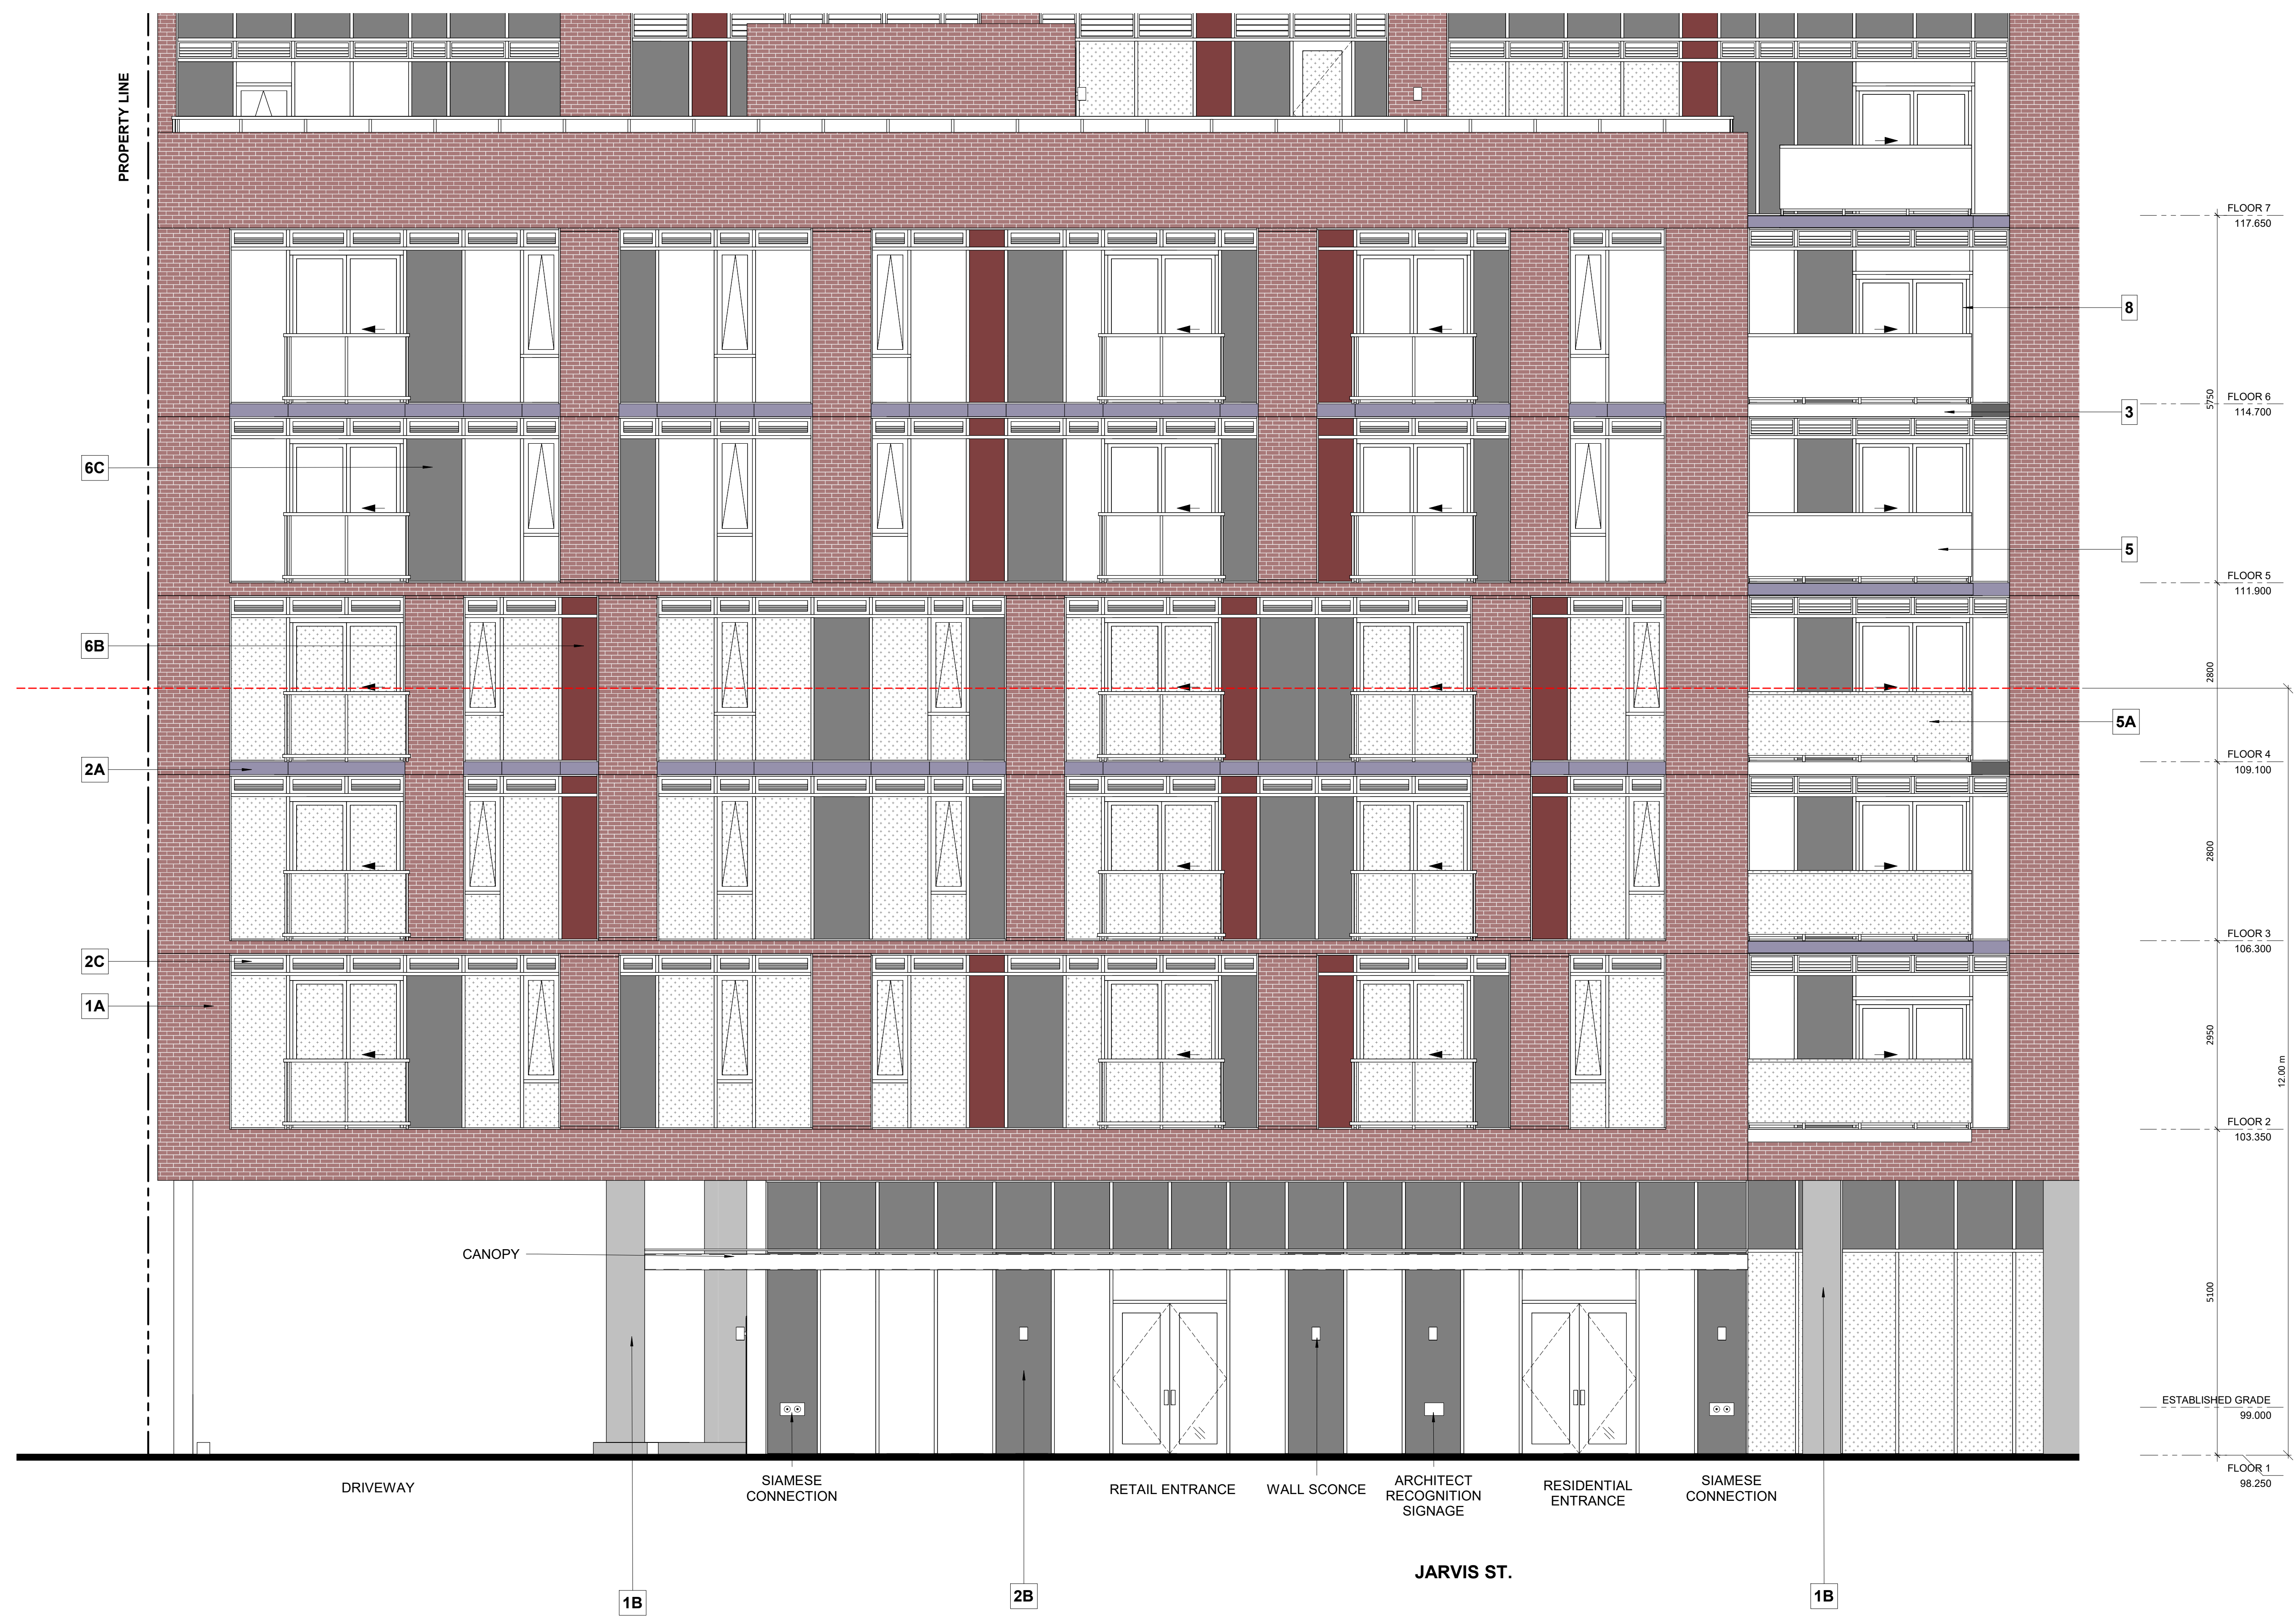 PROPERTY LINE
FLOOR 7
117.650
8
FLOOR 6
114.700
3
5750
6C
5
FLOOR 5
111.900
6B
2800
5A
FLOOR 4
109.100
2A
2800
FLOOR 3
106.300
2C
1A
2950
12.00 m
FLOOR 2
103.350
CANOPY
5100
ESTABLISHED GRADE
99.000
FLOOR 1
98.250
DRIVEWAY
SIAMESE
CONNECTION
RETAIL ENTRANCE
WALL SCONCE
ARCHITECT
RECOGNITION
SIGNAGE
RESIDENTIAL
ENTRANCE
SIAMESE
CONNECTION
JARVIS ST.
1B
2B
1B